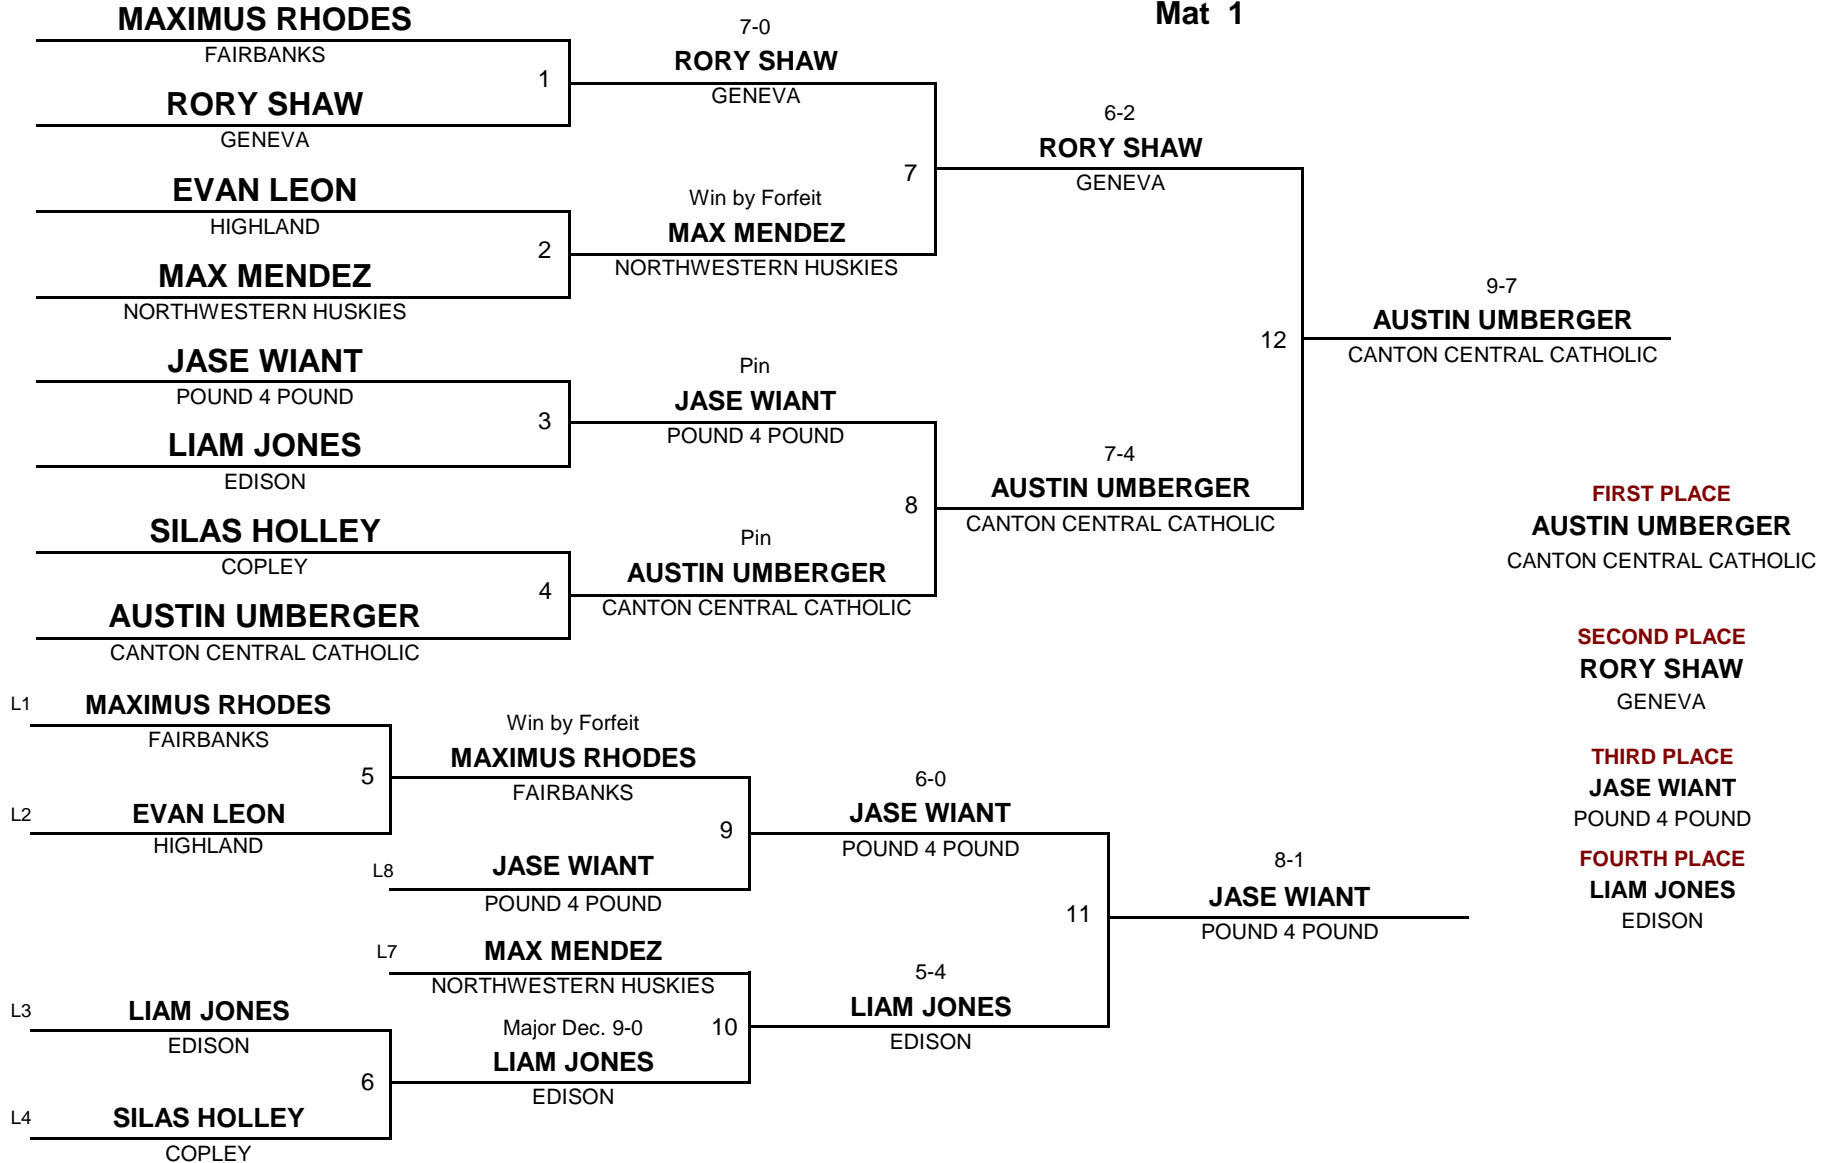 Mat 1
MAXIMUS RHODES
FAIRBANKS
1
RORY SHAW
GENEVA
EVAN LEON
HIGHLAND
2
MAX MENDEZ
NORTHWESTERN HUSKIES
JASE WIANT
POUND 4 POUND
3
LIAM JONES
EDISON
SILAS HOLLEY
COPLEY
4
AUSTIN UMBERGER
CANTON CENTRAL CATHOLIC
7-0
RORY SHAW
GENEVA
7
Win by Forfeit
MAX MENDEZ
NORTHWESTERN HUSKIES
Pin
JASE WIANT
POUND 4 POUND
8
Pin
AUSTIN UMBERGER
CANTON CENTRAL CATHOLIC
6-2
RORY SHAW
GENEVA
12
7-4
AUSTIN UMBERGER
CANTON CENTRAL CATHOLIC
9-7
AUSTIN UMBERGER
CANTON CENTRAL CATHOLIC
L1
MAXIMUS RHODES
FAIRBANKS
5
L2
EVAN LEON
HIGHLAND
L3
LIAM JONES
EDISON
6
L4
SILAS HOLLEY
COPLEY
Win by Forfeit
MAXIMUS RHODES
FAIRBANKS
9
L8
JASE WIANT
POUND 4 POUND
L7
MAX MENDEZ
NORTHWESTERN HUSKIES
10
Major Dec. 9-0
LIAM JONES
EDISON
6-0
JASE WIANT
POUND 4 POUND
11
5-4
LIAM JONES
EDISON
8-1
JASE WIANT
POUND 4 POUND
FIRST PLACE
AUSTIN UMBERGER
CANTON CENTRAL CATHOLIC
SECOND PLACE
RORY SHAW
GENEVA
THIRD PLACE
JASE WIANT
POUND 4 POUND
FOURTH PLACE
LIAM JONES
EDISON